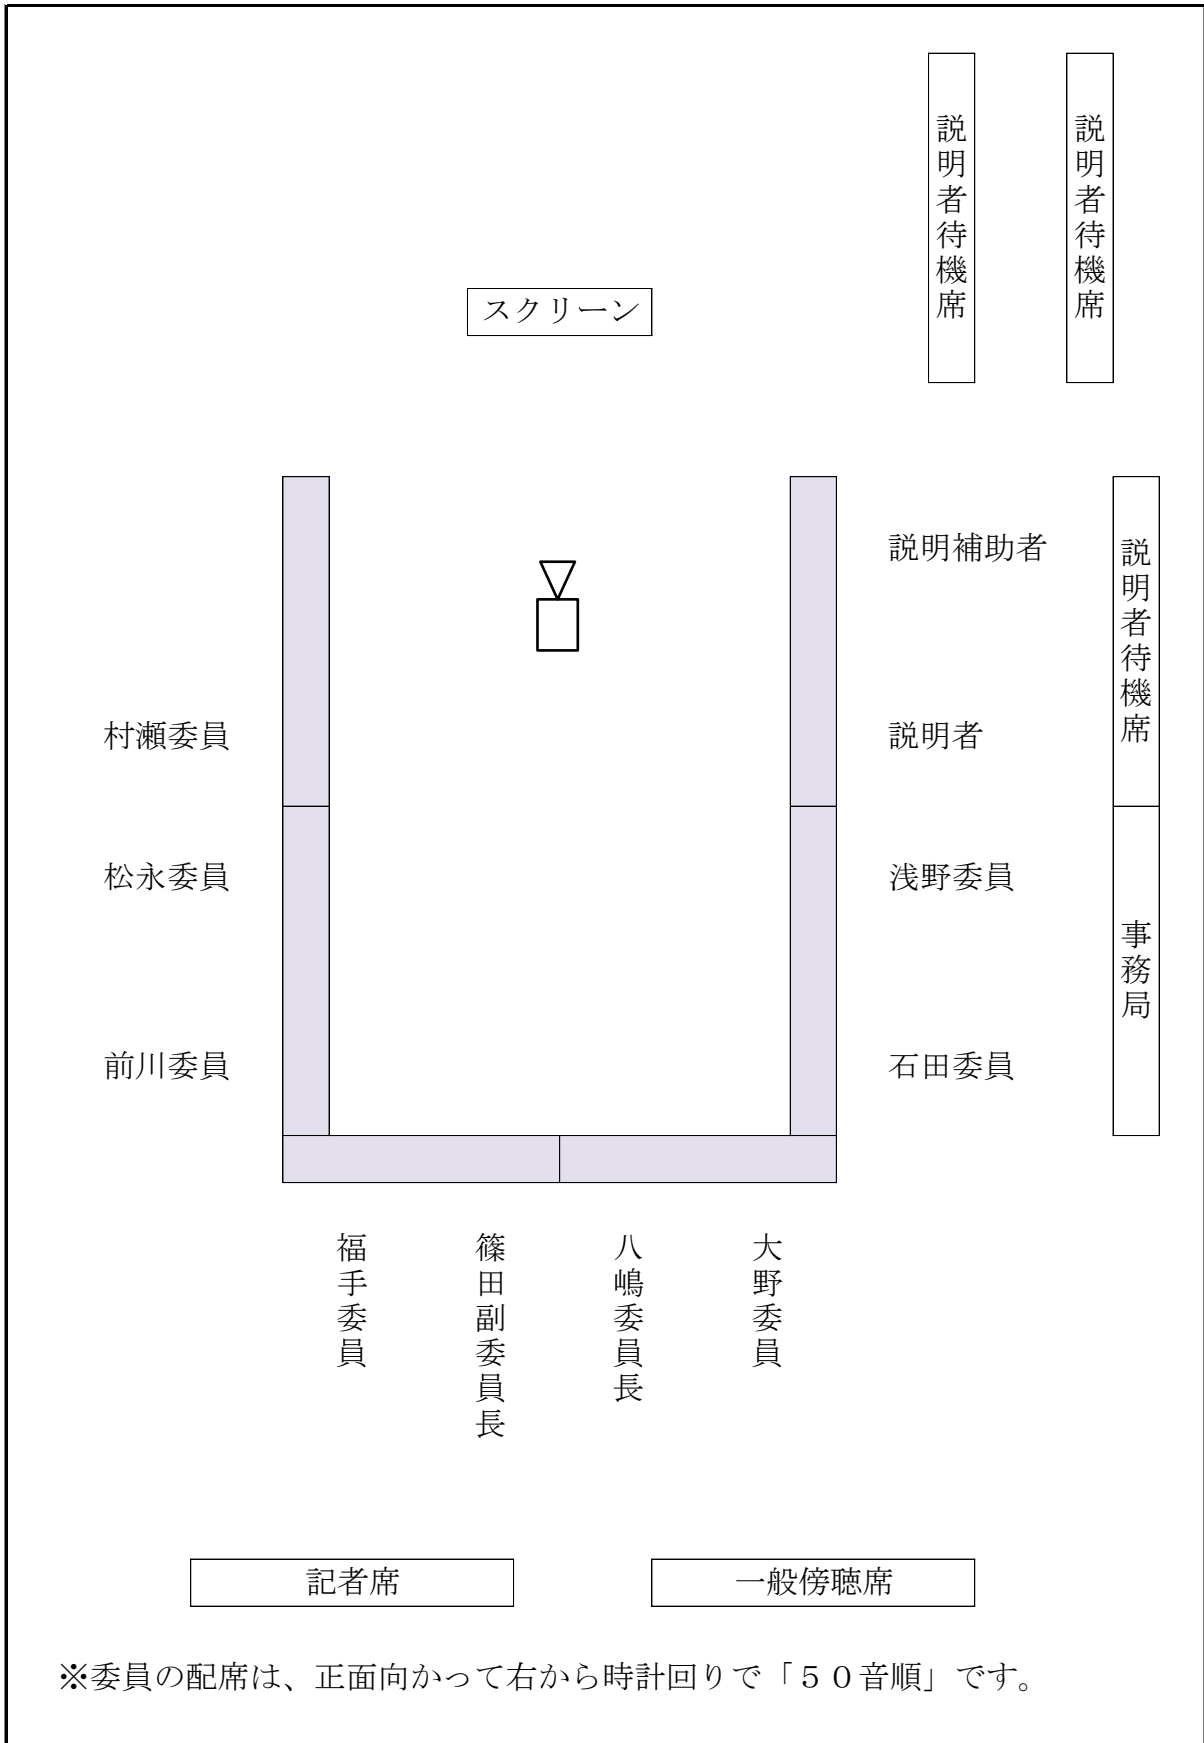 説明者待機席
説明者待機席
スクリーン
説明補助者
説明者待機席
村瀬委員
説明者
松永委員
浅野委員
事務局
前川委員
石田委員
福手委員
篠田副委員長
八嶋委員長
大野委員
記者席
一般傍聴席
※委員の配席は、正面向かって右から時計回りで「５０音順」です。